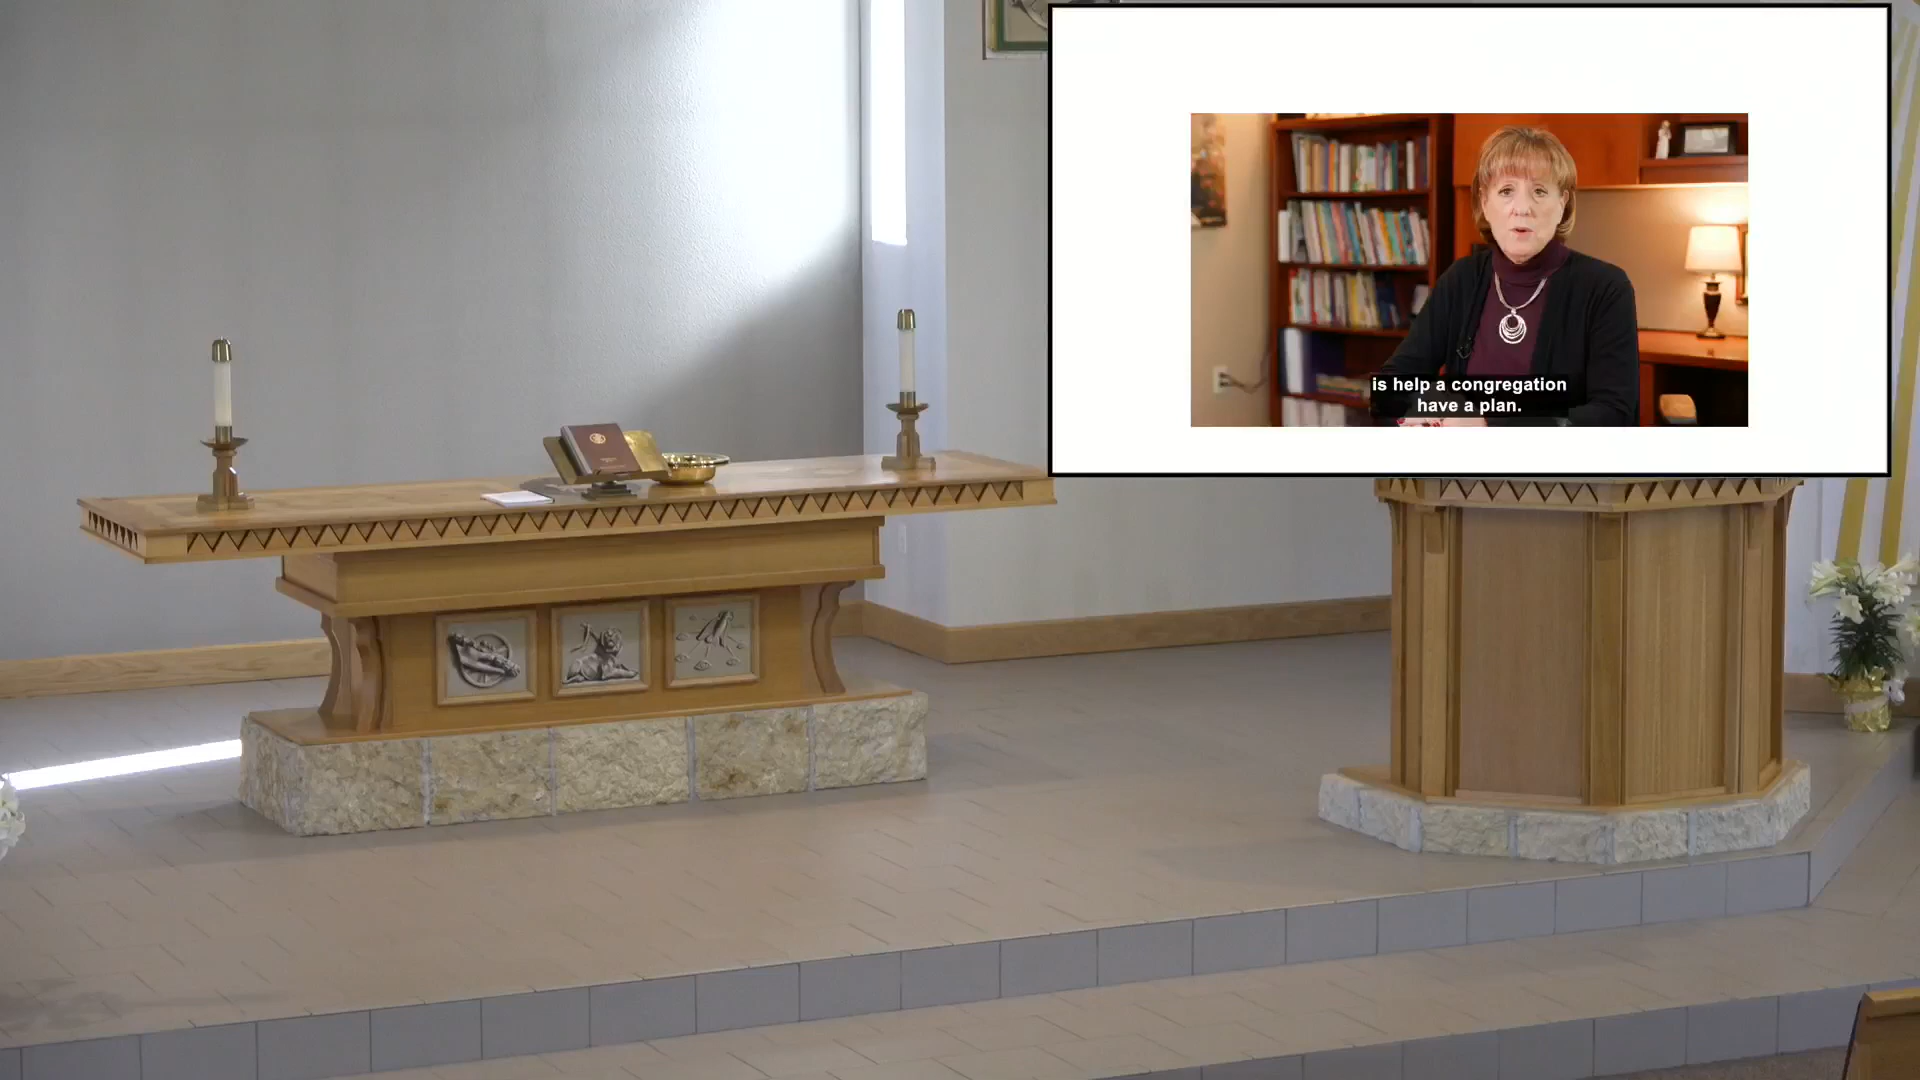 is help a congregation
have a plan.